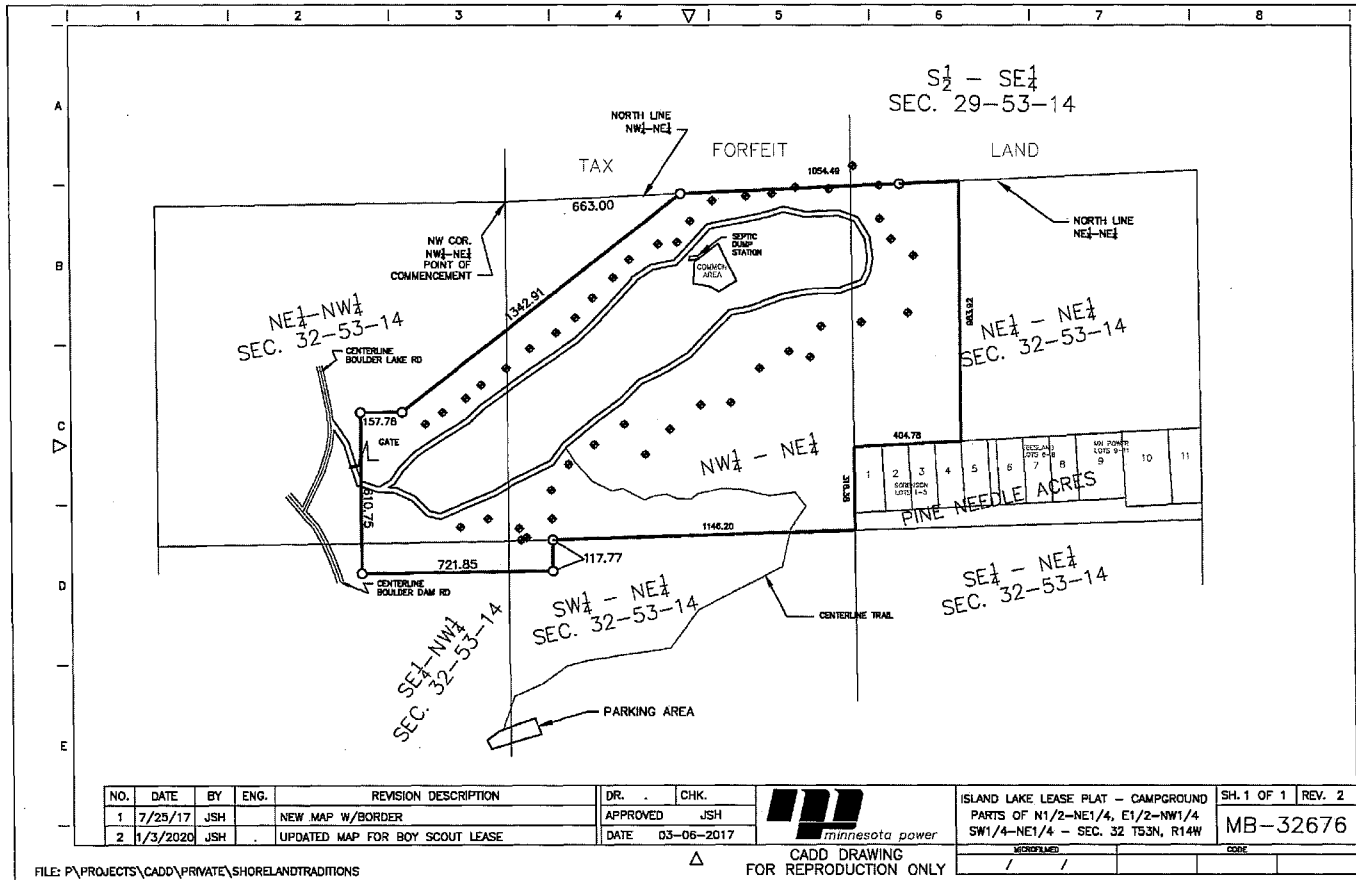 1 2 3 4 5 6 7 8
A
B
C
D
E
S½ - SE¼
SEC. 29-53-14
NORTH LINE
NW¼-NE¼
TAX FORFEIT LAND
1054.49
663.00
NORTH LINE
NE¼-NE¼
NW COR.
NW¼-NE¼
POINT OF
COMMENCEMENT
SEPTIC
DUMP
STATION
COMMON
AREA
1342.91
NE¼-NW¼
SEC. 32-53-14
NE¼ - NE¼
SEC. 32-53-14
CENTERLINE
BOULDER LAKE RD
157.78
GATE
404.78
NW¼ - NE¼
1 2 3 4 5 6 7 8 9 10 11
LOTS 1-5
MN POWER
LOTS 9-11
PINE NEEDLE ACRES
610.75
1146.20
721.85
117.77
CENTERLINE
BOULDER DAM RD
SW¼ - NE¼
SEC. 32-53-14
SE¼ - NE¼
SEC. 32-53-14
CENTERLINE TRAIL
SE¼-NW¼
SEC. 32-53-14
PARKING AREA
NO. DATE BY ENG. REVISION DESCRIPTION
1 7/25/17 JSH NEW MAP W/BORDER
2 1/3/2020 JSH . UPDATED MAP FOR BOY SCOUT LEASE
DR. . CHK.
APPROVED JSH
DATE 03-06-2017
minnesota power
CADD DRAWING
FOR REPRODUCTION ONLY
ISLAND LAKE LEASE PLAT - CAMPGROUND
PARTS OF N1/2-NE1/4, E1/2-NW1/4
SW1/4-NE1/4 - SEC. 32 T53N, R14W
SH. 1 OF 1 REV. 2
MB-32676
MICROFILMED CODE
/ /
FILE: P\PROJECTS\CADD\PRIVATE\SHORELANDTRADITIONS